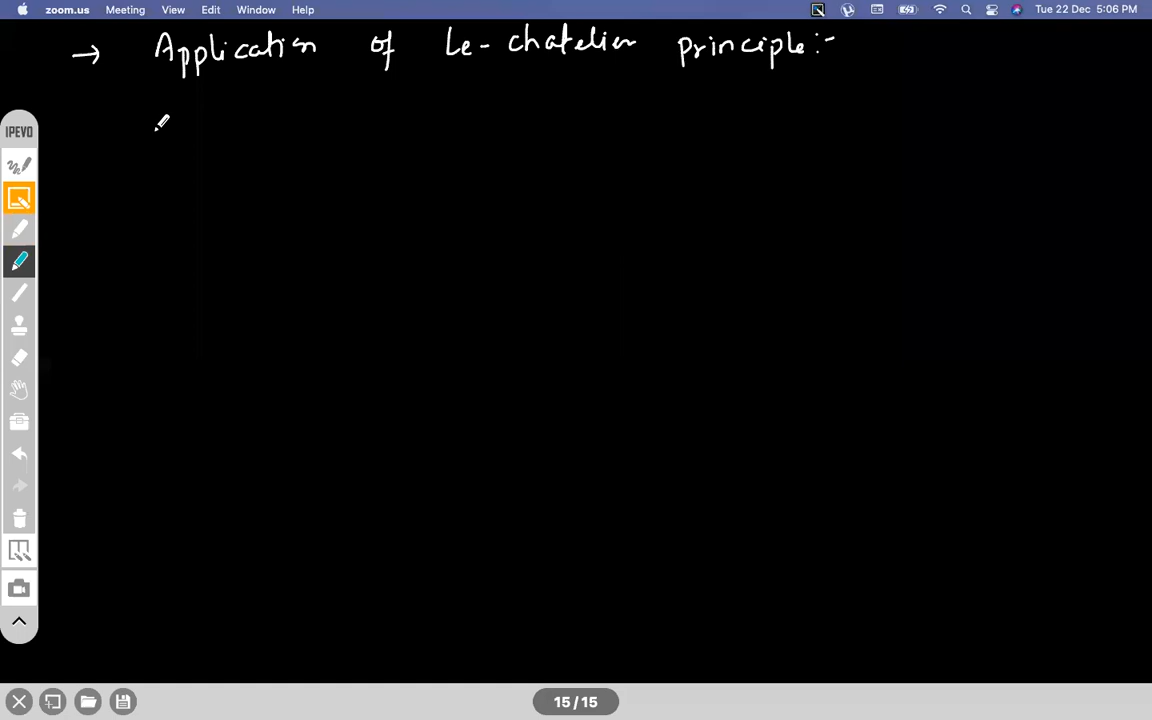 zoom.us Meeting View Edit Window Help Tue 22 Dec 5:06 PM
→ Application of Le-chatelier principle:-
IPEVO
15/15